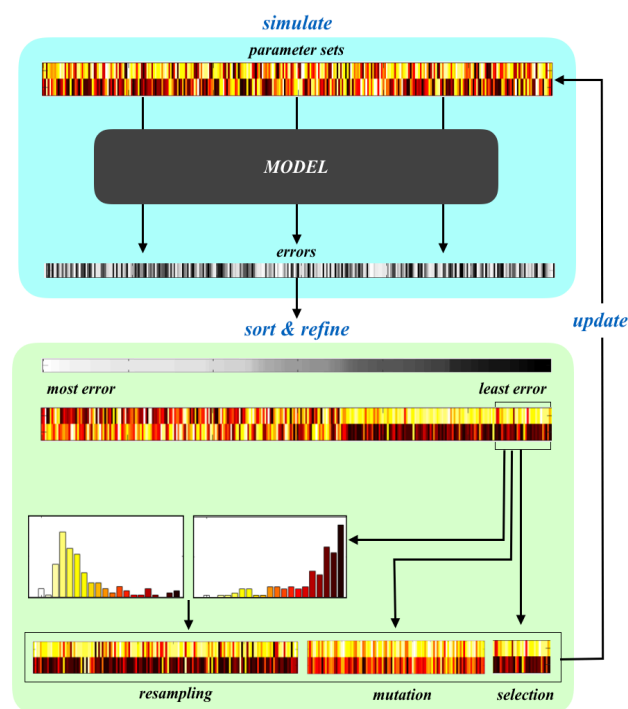 simulate
parameter sets
MODEL
errors
sort & refine
update
most error
least error
resampling
mutation
selection